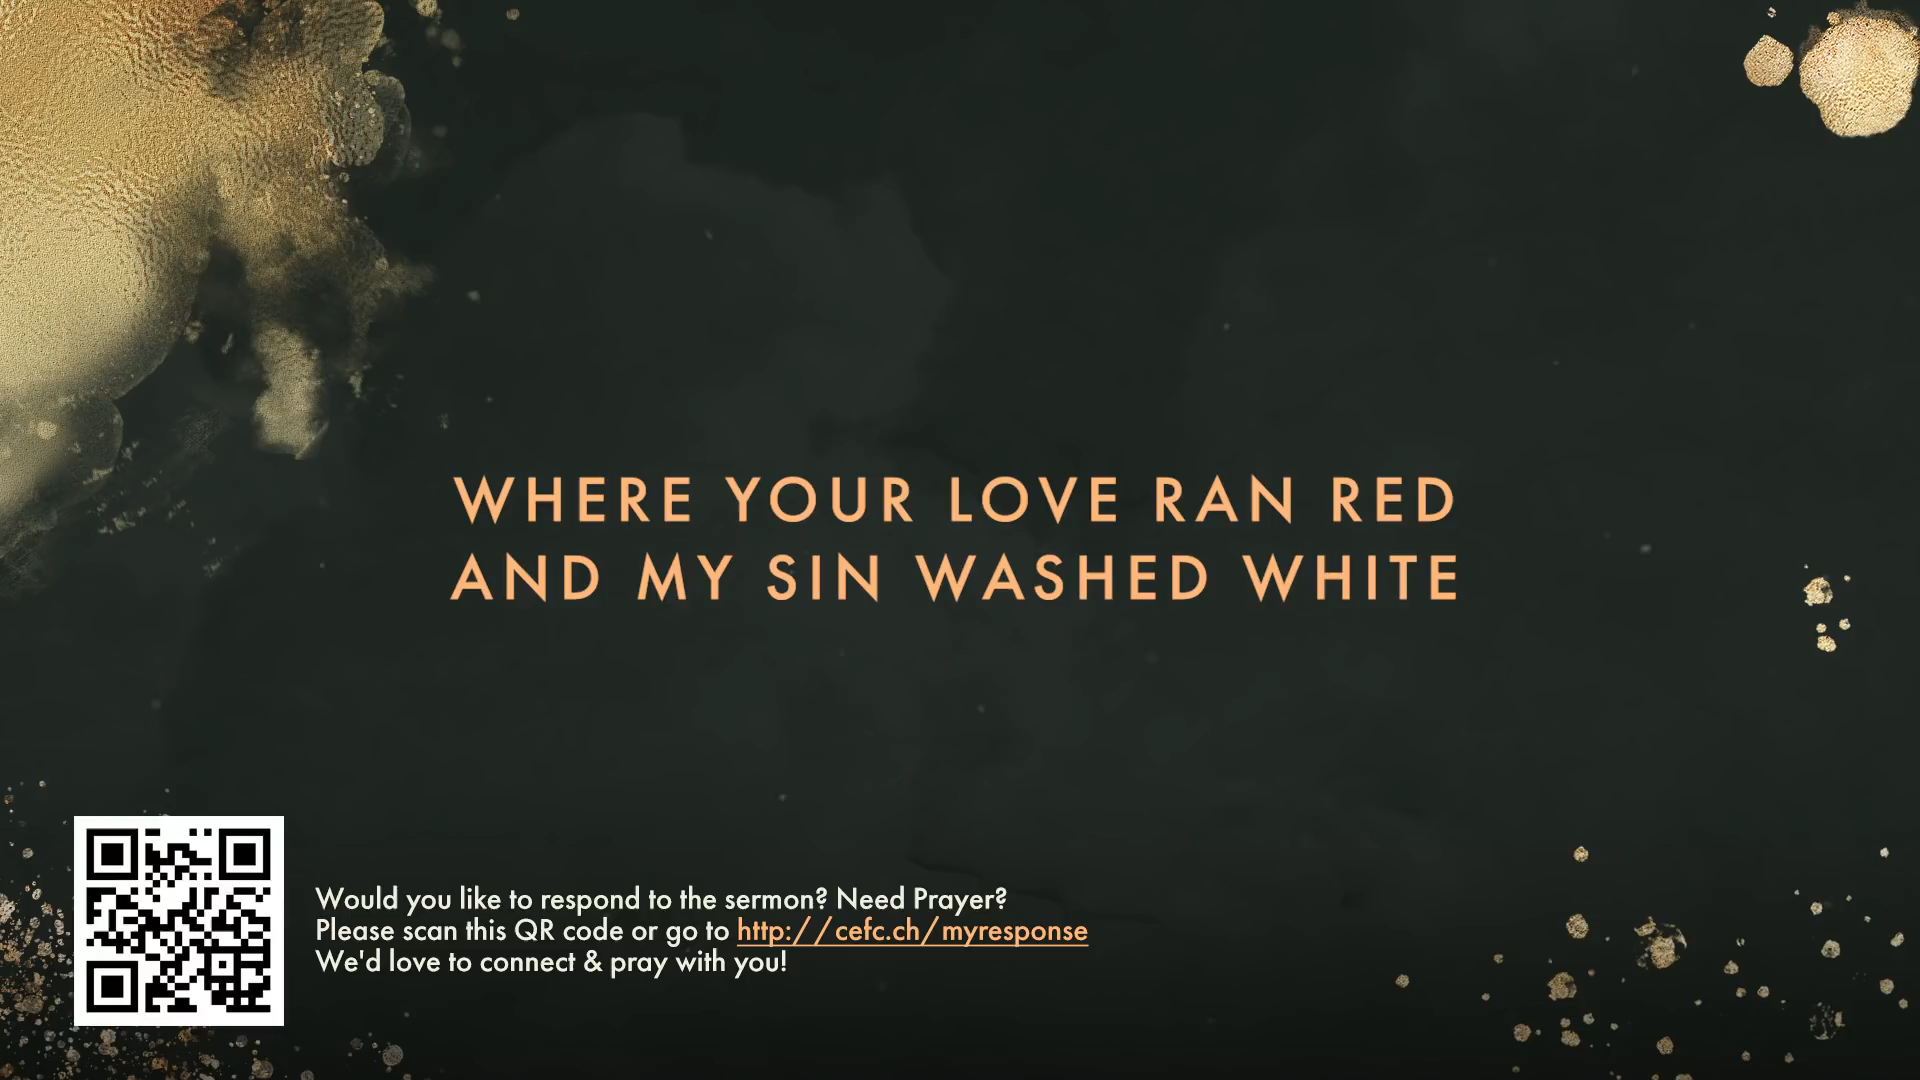 WHERE YOUR LOVE RAN RED
AND MY SIN WASHED WHITE
Would you like to respond to the sermon? Need Prayer?
Please scan this QR code or go to http://cefc.ch/myresponse
We'd love to connect & pray with you!